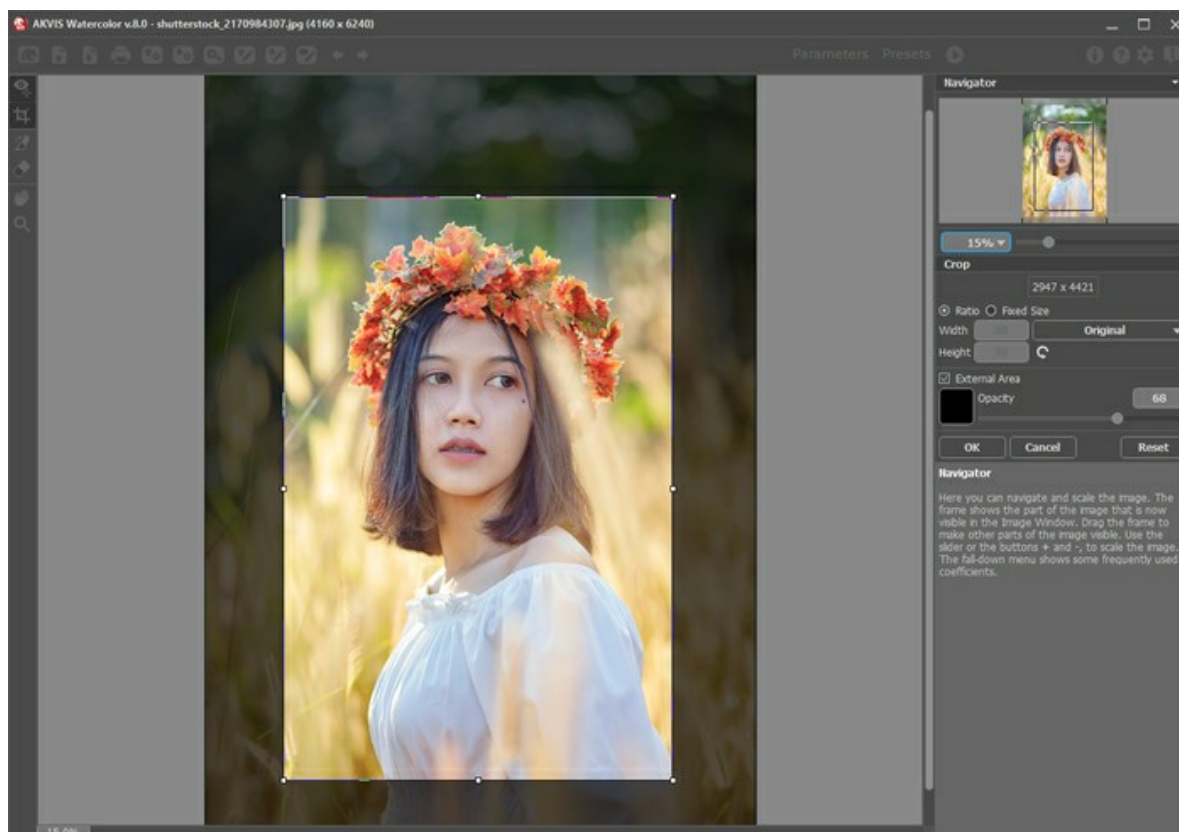 AKVIS Watercolor v.8.0 - shutterstock_2170984307.jpg (4160 x 6240)
Parameters Presets
Navigator
15%
Crop
2947 x 4421
Ratio Fixed Size
Width Original
Height
External Area
Opacity 68
OK Cancel Reset
Navigator
Here you can navigate and scale the image. The
frame shows the part of the image that is now
visible in the Image Window. Drag the frame to
make other parts of the image visible. Use the
slider or the buttons + and -, to scale the image.
The fall-down menu shows some frequently used
coefficients.